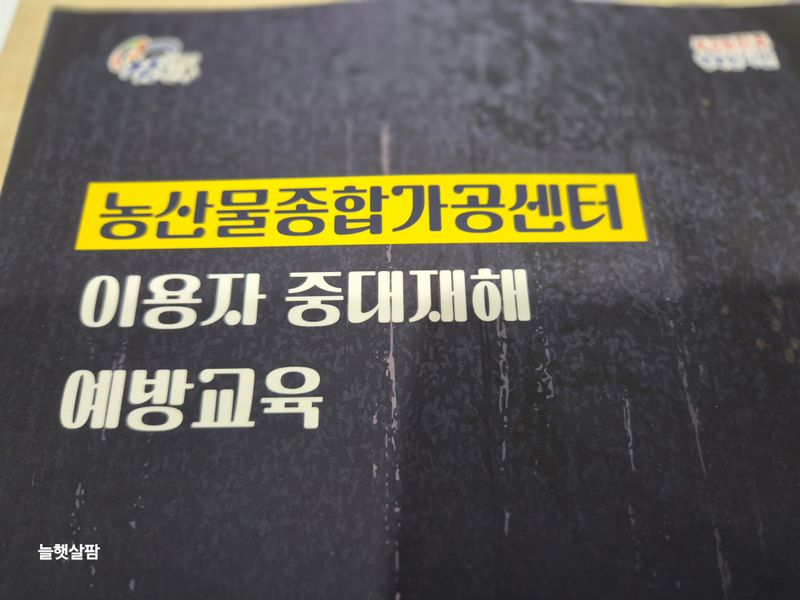 농산물종합가공센터
이용자 중대재해
예방교육
늘햇살팜